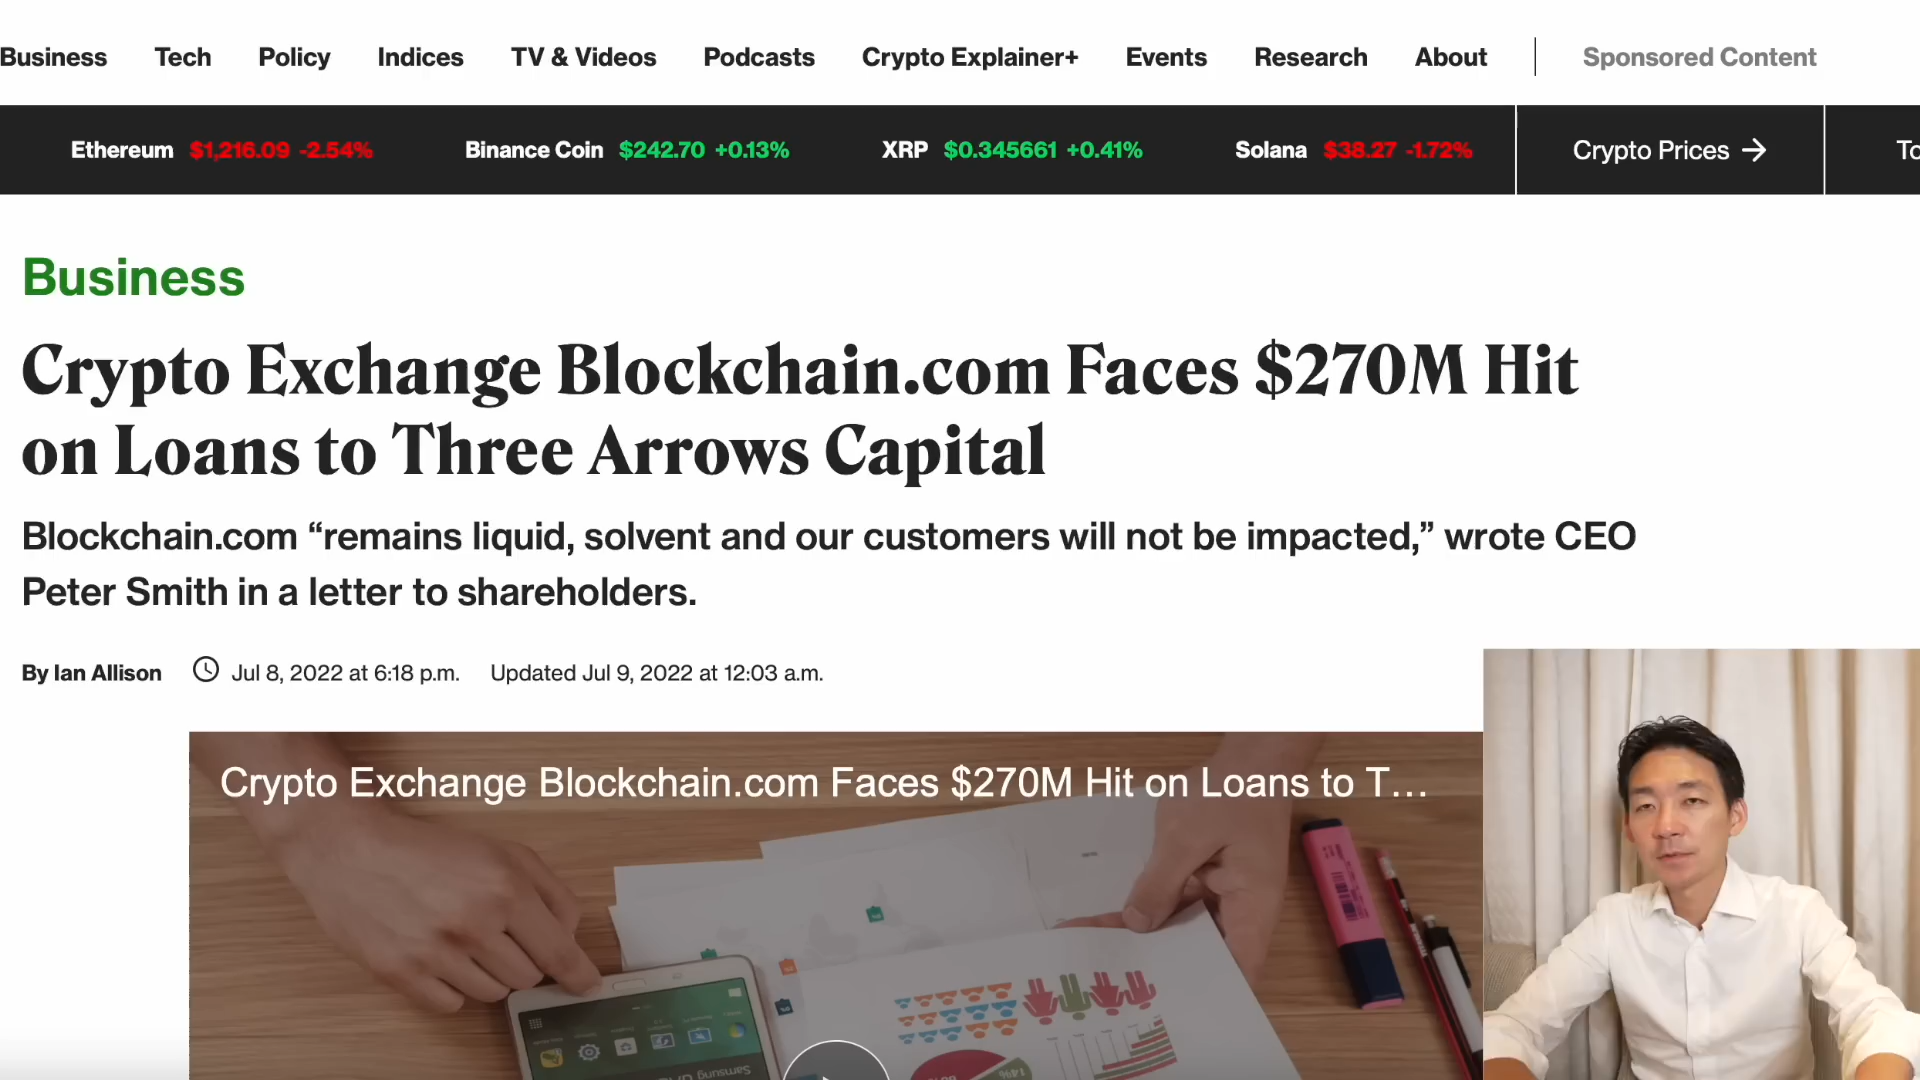 Business Tech Policy Indices TV & Videos Podcasts Crypto Explainer+ Events Research About Sponsored Content
Ethereum $1,216.09 -2.54% Binance Coin $242.70 +0.13% XRP $0.345661 +0.41% Solana $38.27 -1.72% Crypto Prices →
Business
Crypto Exchange Blockchain.com Faces $270M Hit
on Loans to Three Arrows Capital
Blockchain.com “remains liquid, solvent and our customers will not be impacted,” wrote CEO
Peter Smith in a letter to shareholders.
By Ian Allison Jul 8, 2022 at 6:18 p.m. Updated Jul 9, 2022 at 12:03 a.m.
Crypto Exchange Blockchain.com Faces $270M Hit on Loans to T...
14%